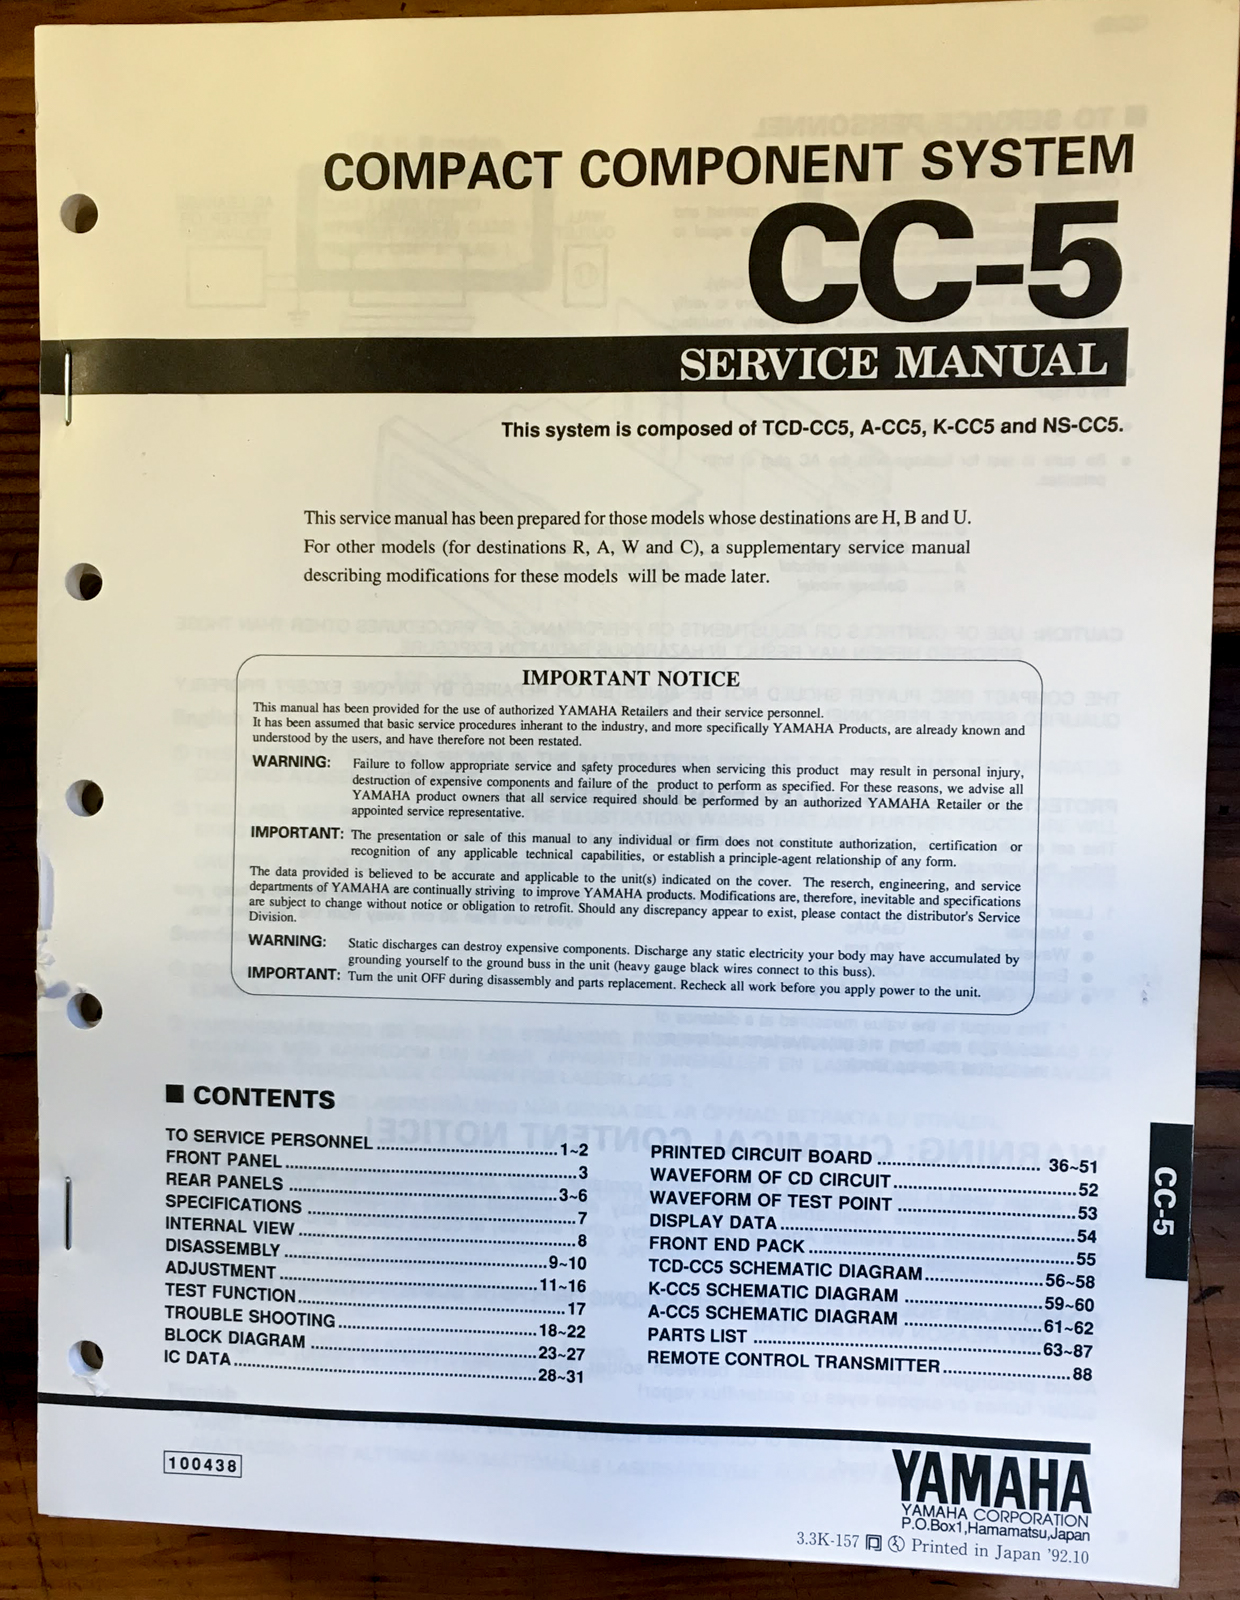 COMPACT COMPONENT SYSTEM
CC-5
SERVICE MANUAL
This system is composed of TCD-CC5, A-CC5, K-CC5 and NS-CC5.
This service manual has been prepared for those models whose destinations are H, B and U.
For other models (for destinations R, A, W and C), a supplementary service manual
describing modifications for these models will be made later.
IMPORTANT NOTICE
This manual has been provided for the use of authorized YAMAHA Retailers and their service personnel.
It has been assumed that basic service procedures inherant to the industry, and more specifically YAMAHA Products, are already known and
understood by the users, and have therefore not been restated.
WARNING: Failure to follow appropriate service and safety procedures when servicing this product may result in personal injury,
destruction of expensive components and failure of the product to perform as specified. For these reasons, we advise all
YAMAHA product owners that all service required should be performed by an authorized YAMAHA Retailer or the
appointed service representative.
IMPORTANT: The presentation or sale of this manual to any individual or firm does not constitute authorization, certification or
recognition of any applicable technical capabilities, or establish a principle-agent relationship of any form.
The data provided is believed to be accurate and applicable to the unit(s) indicated on the cover. The reserch, engineering, and service
departments of YAMAHA are continually striving to improve YAMAHA products. Modifications are, therefore, inevitable and specifications
are subject to change without notice or obligation to retrofit. Should any discrepancy appear to exist, please contact the distributor's Service
Division.
WARNING: Static discharges can destroy expensive components. Discharge any static electricity your body may have accumulated by
grounding yourself to the ground buss in the unit (heavy gauge black wires connect to this buss).
IMPORTANT: Turn the unit OFF during disassembly and parts replacement. Recheck all work before you apply power to the unit.
■ CONTENTS
TO SERVICE PERSONNEL ........ 1~2
FRONT PANEL ........ 3
REAR PANELS ........ 3~6
SPECIFICATIONS ........ 7
INTERNAL VIEW ........ 8
DISASSEMBLY ........ 9~10
ADJUSTMENT ........ 11~16
TEST FUNCTION ........ 17
TROUBLE SHOOTING ........ 18~22
BLOCK DIAGRAM ........ 23~27
IC DATA ........ 28~31
PRINTED CIRCUIT BOARD ........ 36~51
WAVEFORM OF CD CIRCUIT ........ 52
WAVEFORM OF TEST POINT ........ 53
DISPLAY DATA ........ 54
FRONT END PACK ........ 55
TCD-CC5 SCHEMATIC DIAGRAM ........ 56~58
K-CC5 SCHEMATIC DIAGRAM ........ 59~60
A-CC5 SCHEMATIC DIAGRAM ........ 61~62
PARTS LIST ........ 63~87
REMOTE CONTROL TRANSMITTER ........ 88
CC-5
100438
YAMAHA
YAMAHA CORPORATION
P.O.Box1,Hamamatsu,Japan
3.3K-157 Printed in Japan '92.10